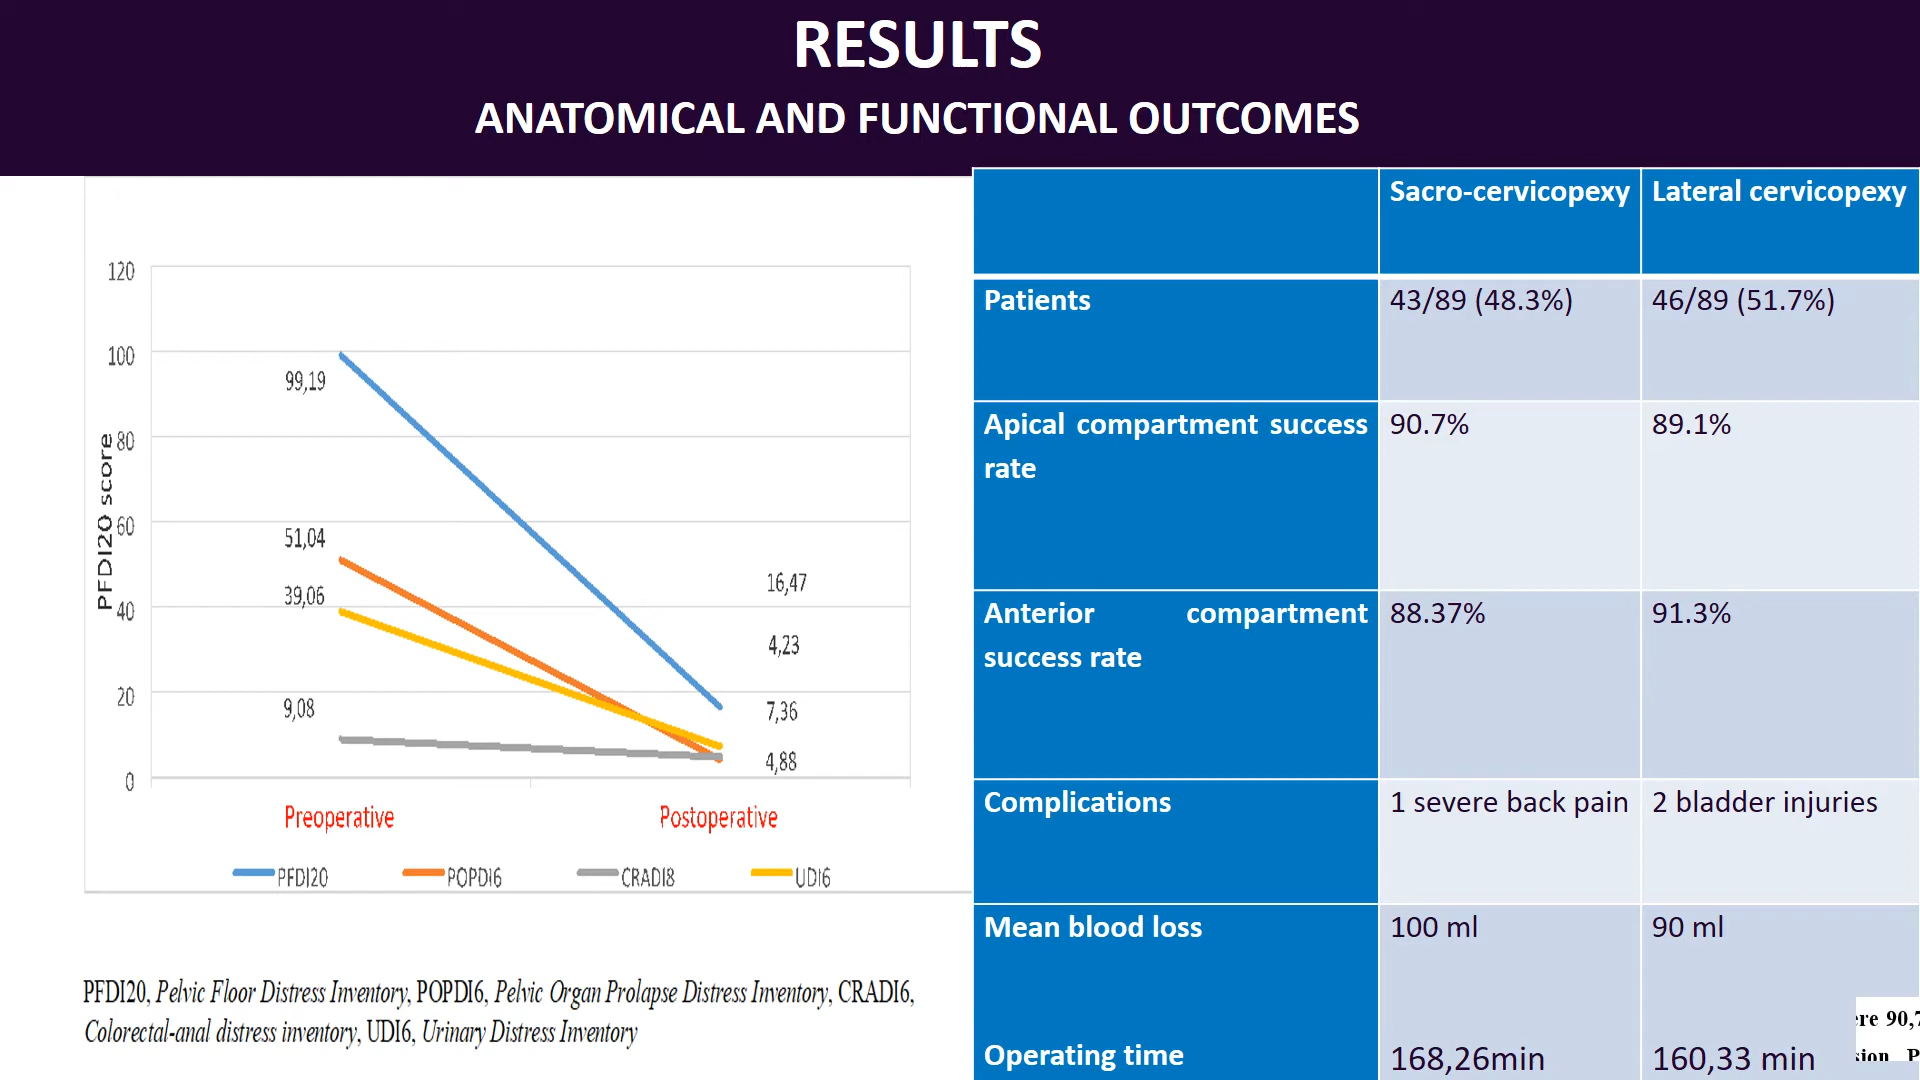 RESULTS
ANATOMICAL AND FUNCTIONAL OUTCOMES
PFDI20 score
120
100
80
60
40
20
0
99,19
51,04
39,06
9,08
16,47
4,23
7,36
4,88
Preoperative Postoperative
PFDI20 POPDI6 CRADI8 UDI6
PFDI20, Pelvic Floor Distress Inventory, POPDI6, Pelvic Organ Prolapse Distress Inventory, CRADI6,
Colorectal-anal distress inventory, UDI6, Urinary Distress Inventory
Sacro-cervicopexy Lateral cervicopexy
Patients 43/89 (48.3%) 46/89 (51.7%)
Apical compartment success 90.7% 89.1%
rate
Anterior compartment 88.37% 91.3%
success rate
Complications 1 severe back pain 2 bladder injuries
Mean blood loss 100 ml 90 ml
Operating time 168,26min 160,33 min
90,7